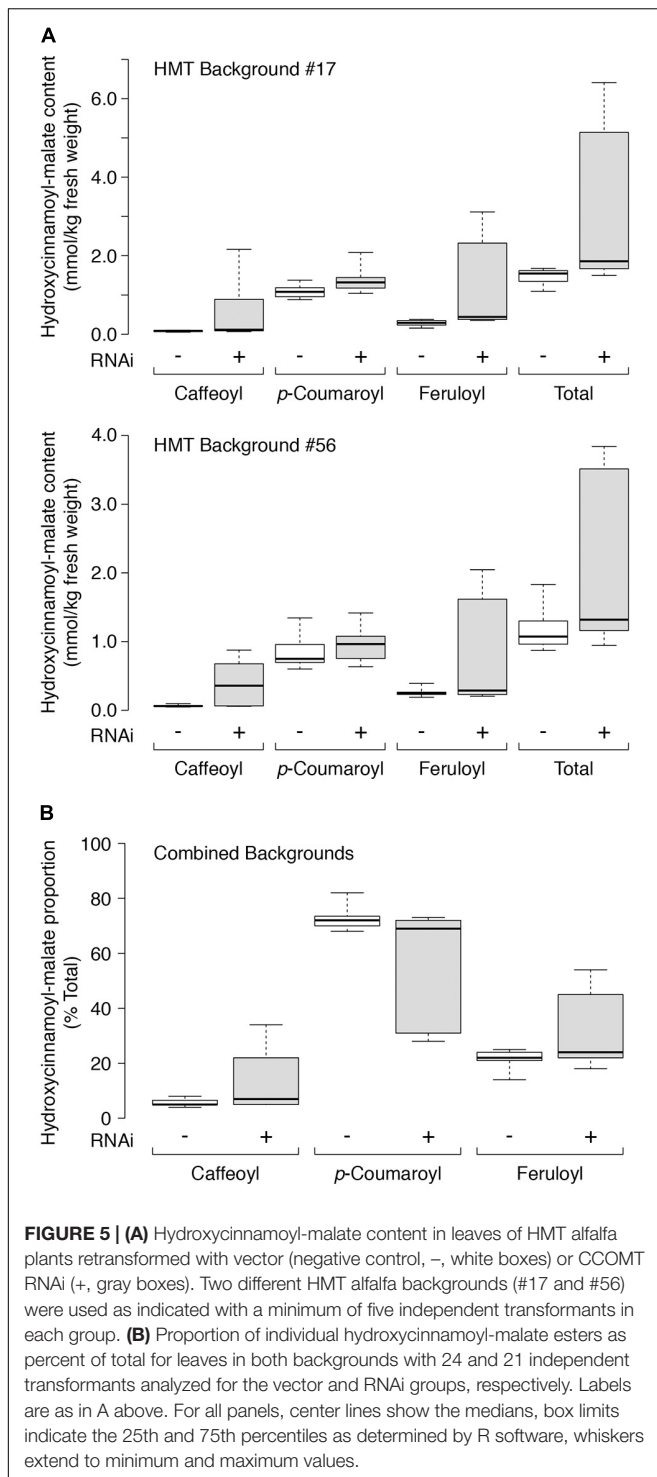 A
HMT Background #17
Hydroxycinnamoyl-malate content
(mmol/kg fresh weight)
6.0
4.0
2.0
0.0
RNAi - + - + - + - +
Caffeoyl p-Coumaroyl Feruloyl Total
HMT Background #56
Hydroxycinnamoyl-malate content
(mmol/kg fresh weight)
4.0
3.0
2.0
1.0
0.0
RNAi - + - + - + - +
Caffeoyl p-Coumaroyl Feruloyl Total
B
Combined Backgrounds
Hydroxycinnamoyl-malate proportion
(% Total)
100
80
60
40
20
0
RNAi - + - + - +
Caffeoyl p-Coumaroyl Feruloyl
FIGURE 5 | (A) Hydroxycinnamoyl-malate content in leaves of HMT alfalfa
plants retransformed with vector (negative control, –, white boxes) or CCOMT
RNAi (+, gray boxes). Two different HMT alfalfa backgrounds (#17 and #56)
were used as indicated with a minimum of five independent transformants in
each group. (B) Proportion of individual hydroxycinnamoyl-malate esters as
percent of total for leaves in both backgrounds with 24 and 21 independent
transformants analyzed for the vector and RNAi groups, respectively. Labels
are as in A above. For all panels, center lines show the medians, box limits
indicate the 25th and 75th percentiles as determined by R software, whiskers
extend to minimum and maximum values.